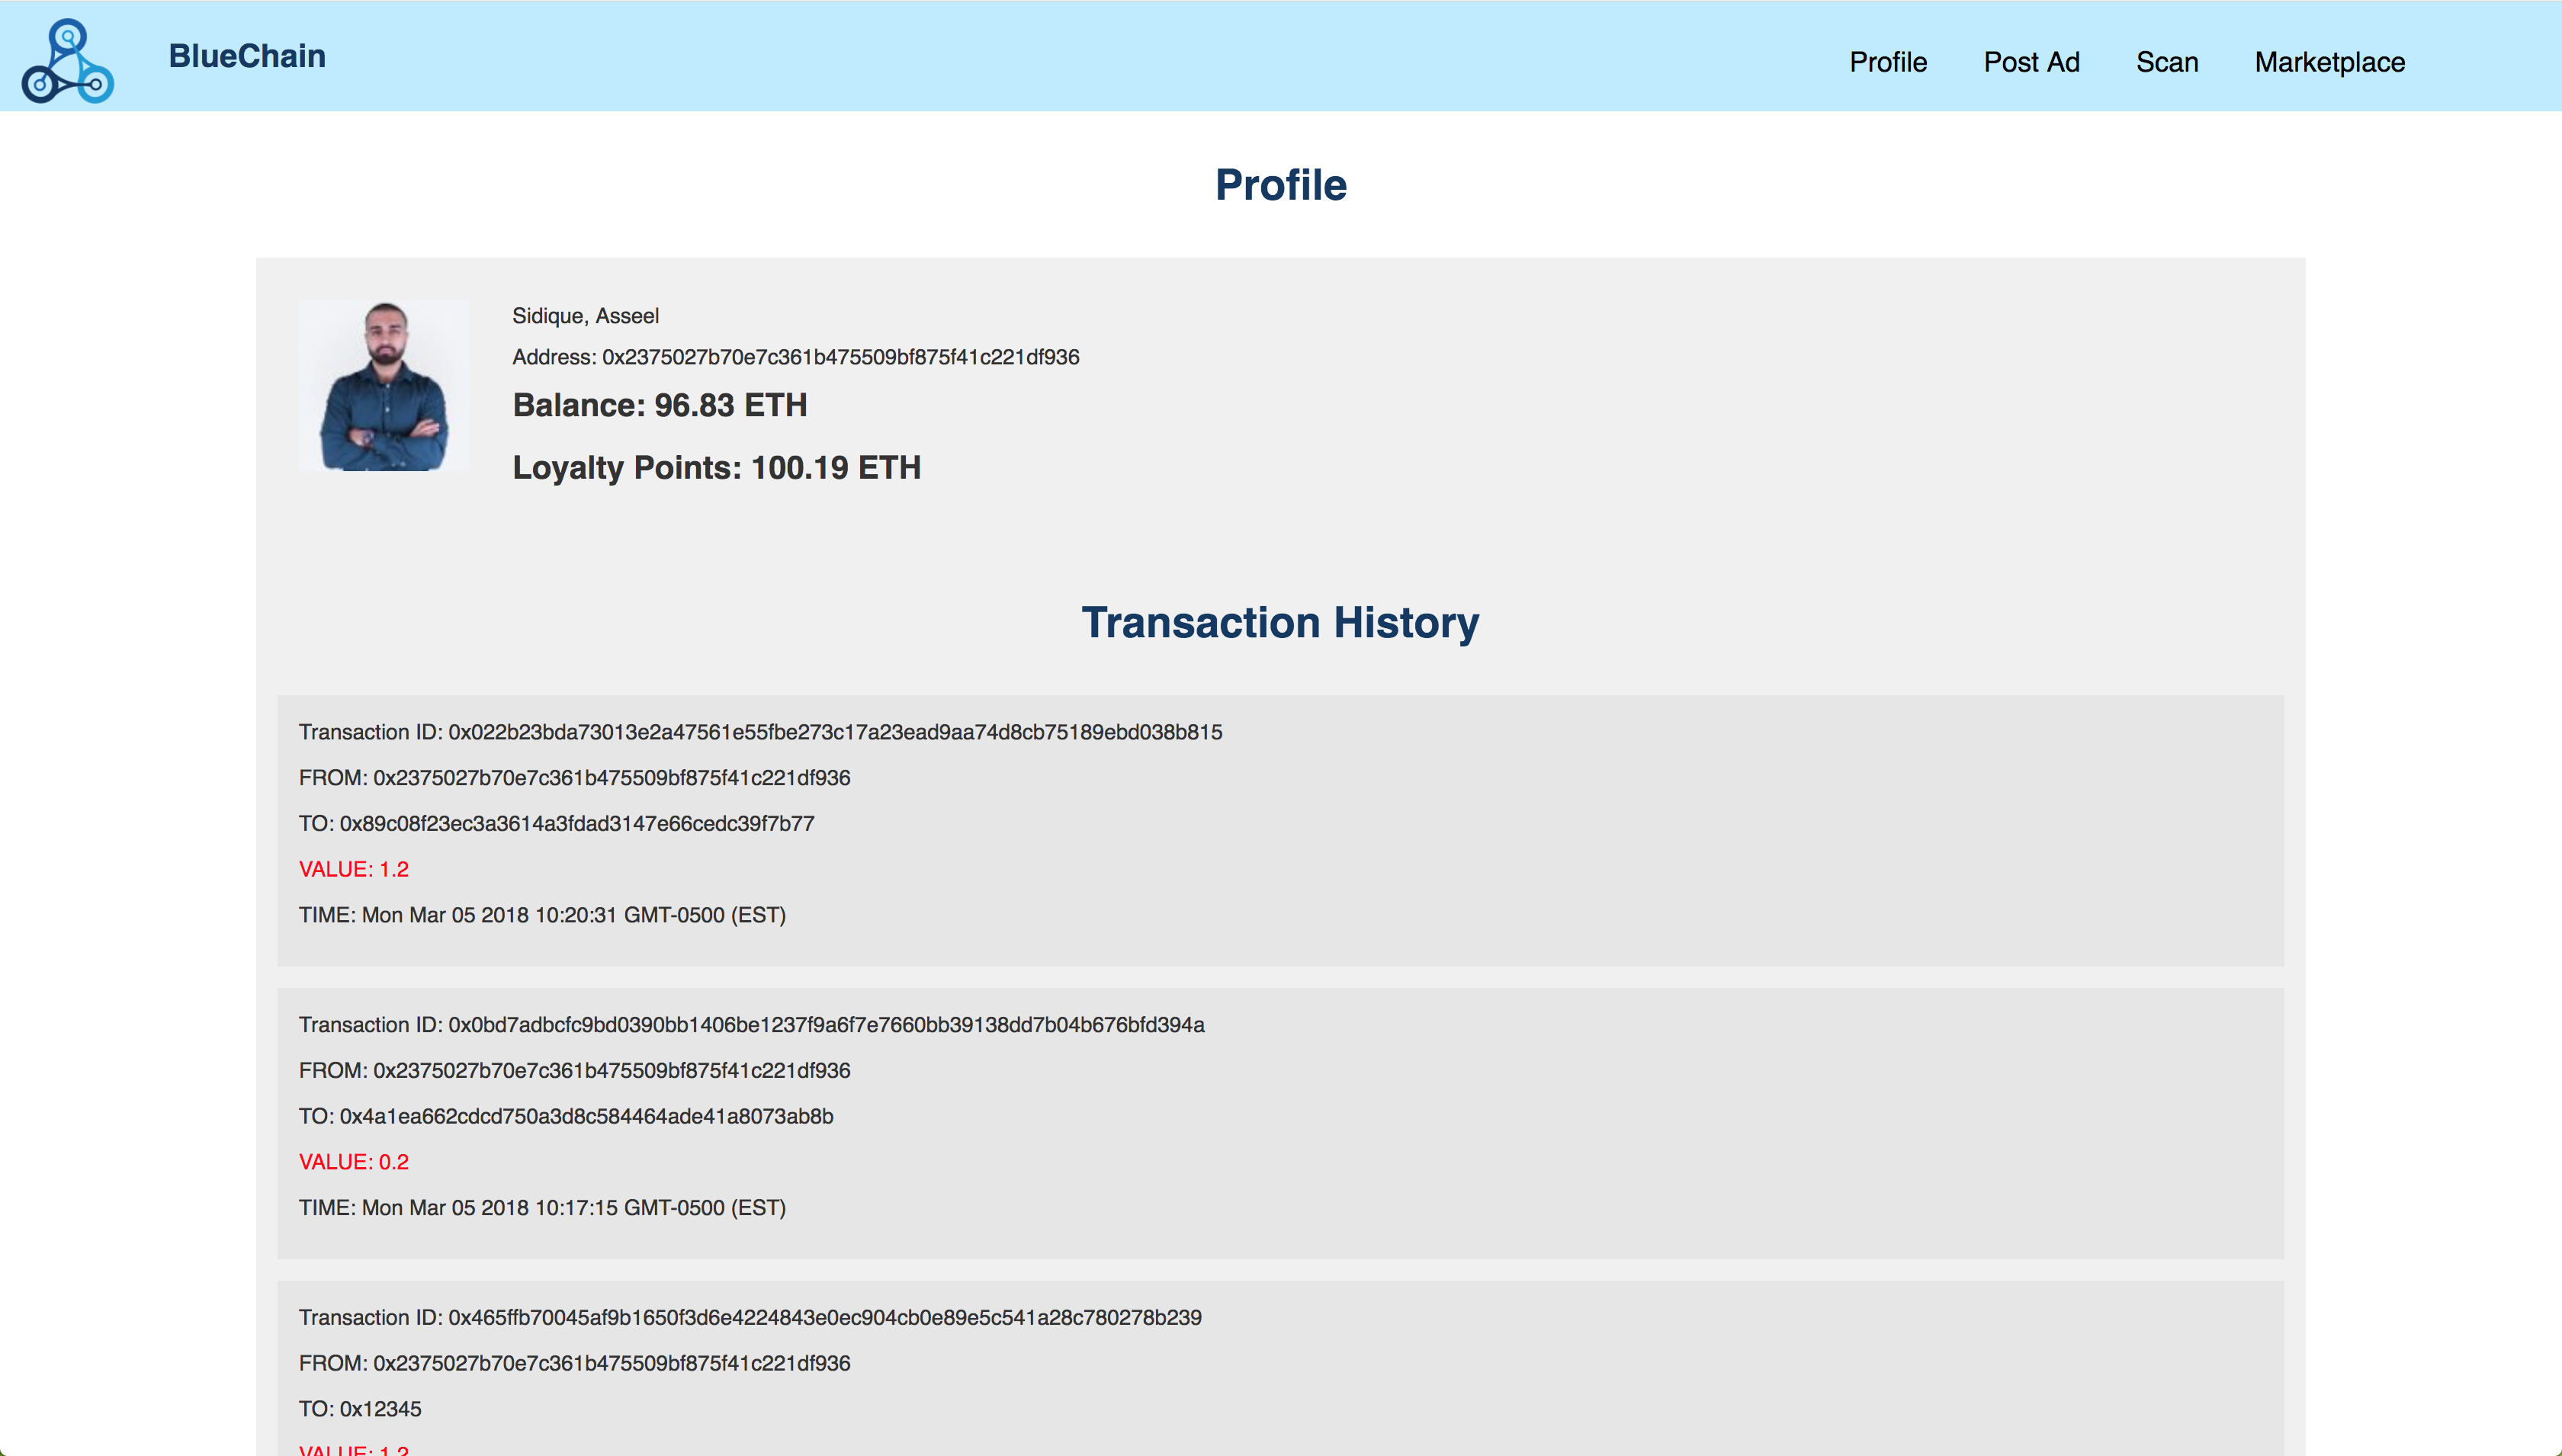 BlueChain
Profile
Post Ad
Scan
Marketplace
Profile
Sidique, Asseel
Address: 0x2375027b70e7c361b475509bf875f41c221df936
Balance: 96.83 ETH
Loyalty Points: 100.19 ETH
Transaction History
Transaction ID: 0x022b23bda73013e2a47561e55fbe273c17a23ead9aa74d8cb75189ebd038b815
FROM: 0x2375027b70e7c361b475509bf875f41c221df936
TO: 0x89c08f23ec3a3614a3fdad3147e66cedc39f7b77
VALUE: 1.2
TIME: Mon Mar 05 2018 10:20:31 GMT-0500 (EST)
Transaction ID: 0x0bd7adbcfc9bd0390bb1406be1237f9a6f7e7660bb39138dd7b04b676bfd394a
FROM: 0x2375027b70e7c361b475509bf875f41c221df936
TO: 0x4a1ea662cdcd750a3d8c584464ade41a8073ab8b
VALUE: 0.2
TIME: Mon Mar 05 2018 10:17:15 GMT-0500 (EST)
Transaction ID: 0x465ffb70045af9b1650f3d6e4224843e0ec904cb0e89e5c541a28c780278b239
FROM: 0x2375027b70e7c361b475509bf875f41c221df936
TO: 0x12345
VALUE: 1.2